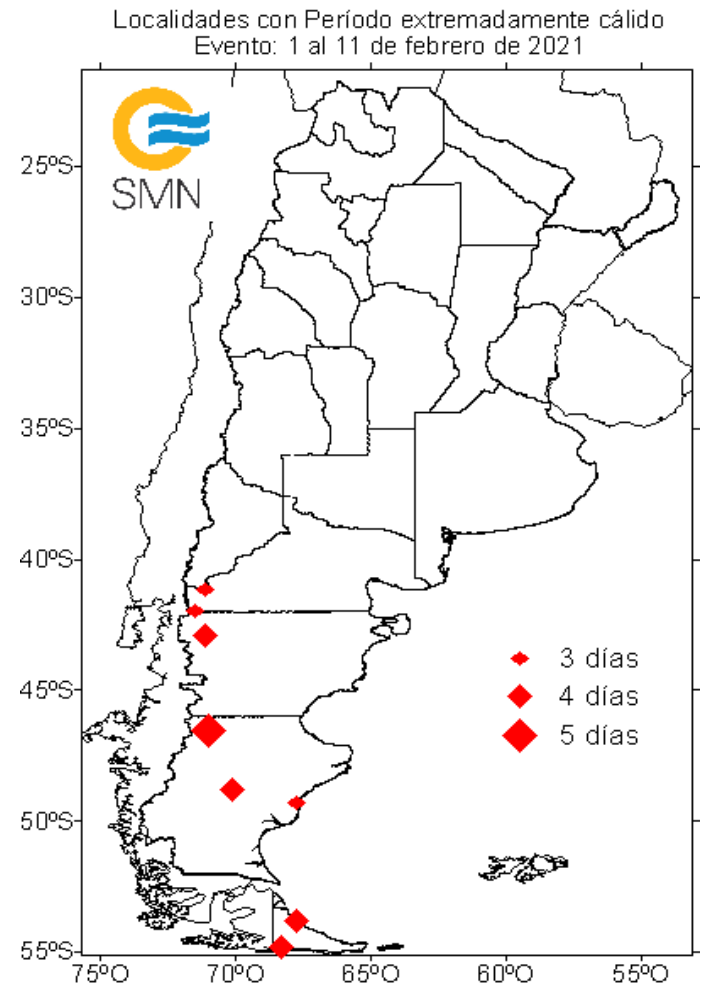 Localidades con Período extremadamente cálido
Evento: 1 al 11 de febrero de 2021
SMN
25ºS
30ºS
35ºS
40ºS
45ºS
50ºS
55ºS
3 días
4 días
5 días
75ºO
70ºO
65ºO
60ºO
55ºO